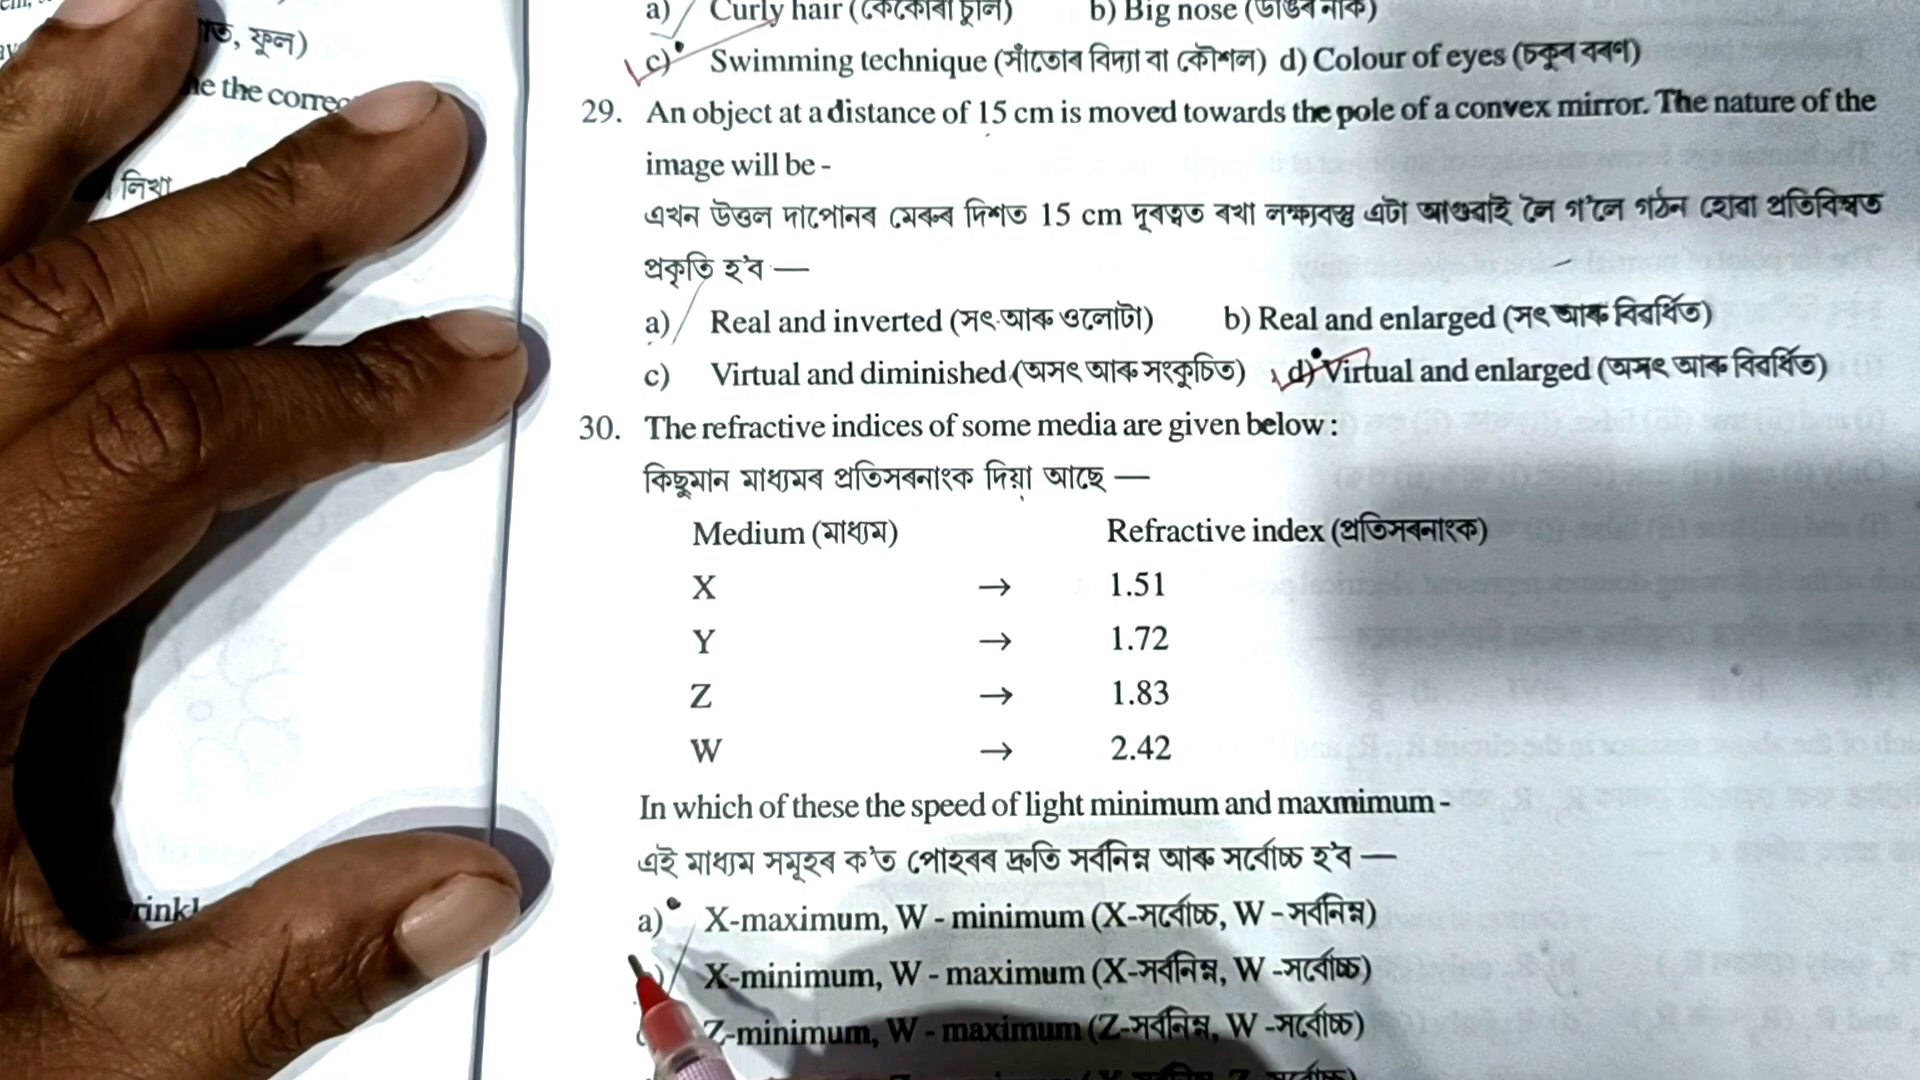 ফুল)
the correc
লিখা
a) Curly hair (কেঁকোৰা চুলি) b) Big nose (ডাঙৰ নাক)
c) Swimming technique (সাঁতোৰ বিদ্যা বা কৌশল) d) Colour of eyes (চকুৰ বৰণ)
29. An object at a distance of 15 cm is moved towards the pole of a convex mirror. The nature of the
image will be -
এখন উত্তল দাপোনৰ মেৰুৰ দিশত 15 cm দূৰত্বত ৰখা লক্ষ্যবস্তু এটা আগুৱাই লৈ গ'লে গঠন হোৱা প্ৰতিবিম্বত
প্ৰকৃতি হ'ব —
a) Real and inverted (সৎ আৰু ওলোটা) b) Real and enlarged (সৎ আৰু বিবৰ্ধিত)
c) Virtual and diminished (অসৎ আৰু সংকুচিত) d) Virtual and enlarged (অসৎ আৰু বিবৰ্ধিত)
30. The refractive indices of some media are given below :
কিছুমান মাধ্যমৰ প্ৰতিসৰনাংক দিয়া আছে —
Medium (মাধ্যম) Refractive index (প্ৰতিসৰনাংক)
X → 1.51
Y → 1.72
Z → 1.83
W → 2.42
In which of these the speed of light minimum and maxmimum -
এই মাধ্যম সমূহৰ ক'ত পোহৰৰ দ্ৰুতি সৰ্বনিম্ন আৰু সৰ্বোচ্চ হ'ব —
a) X-maximum, W - minimum (X-সৰ্বোচ্চ, W - সৰ্বনিম্ন)
X-minimum, W - maximum (X-সৰ্বনিম্ন, W -সৰ্বোচ্চ)
Z-minimum, W - maximum (Z-সৰ্বনিম্ন, W -সৰ্বোচ্চ)